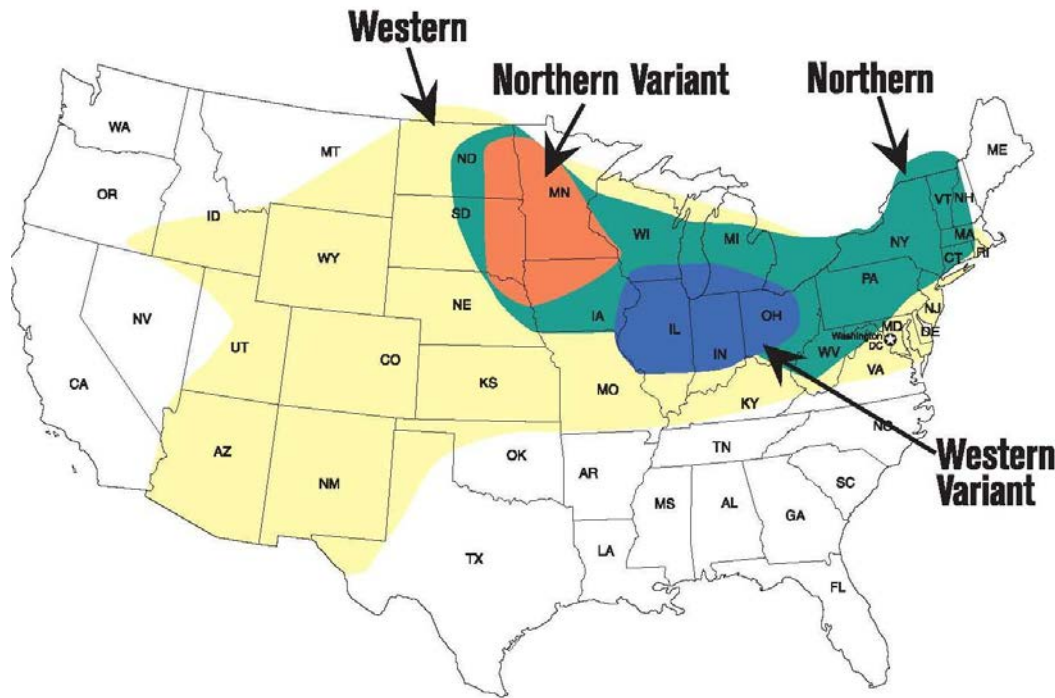 Western
Northern Variant
Northern
WA
MT
ND
MN
ME
OR
ID
SD
WI
MI
VT
NH
NY
MA
CT
RI
WY
PA
NE
IA
NJ
NV
IL
OH
MD
DE
Washington
DC
UT
CO
IN
WV
VA
CA
KS
MO
KY
NC
AZ
NM
OK
TN
AR
Western
Variant
SC
MS
AL
GA
TX
LA
FL